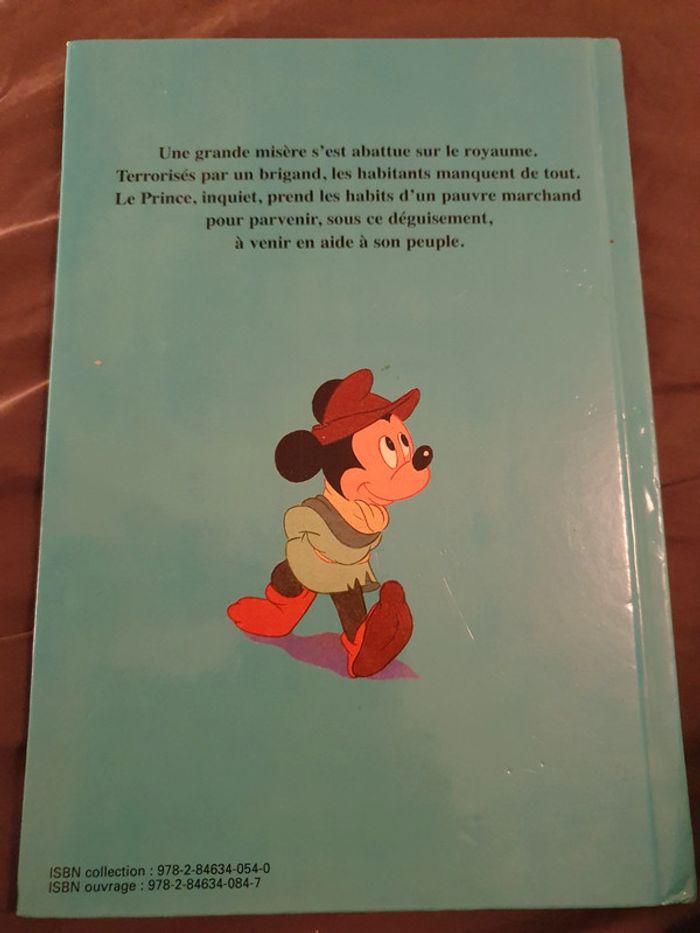 Une grande misère s'est abattue sur le royaume.
Terrorisés par un brigand, les habitants manquent de tout.
Le Prince, inquiet, prend les habits d'un pauvre marchand
pour parvenir, sous ce déguisement,
à venir en aide à son peuple.
ISBN collection : 978-2-84634-054-0
ISBN ouvrage : 978-2-84634-084-7